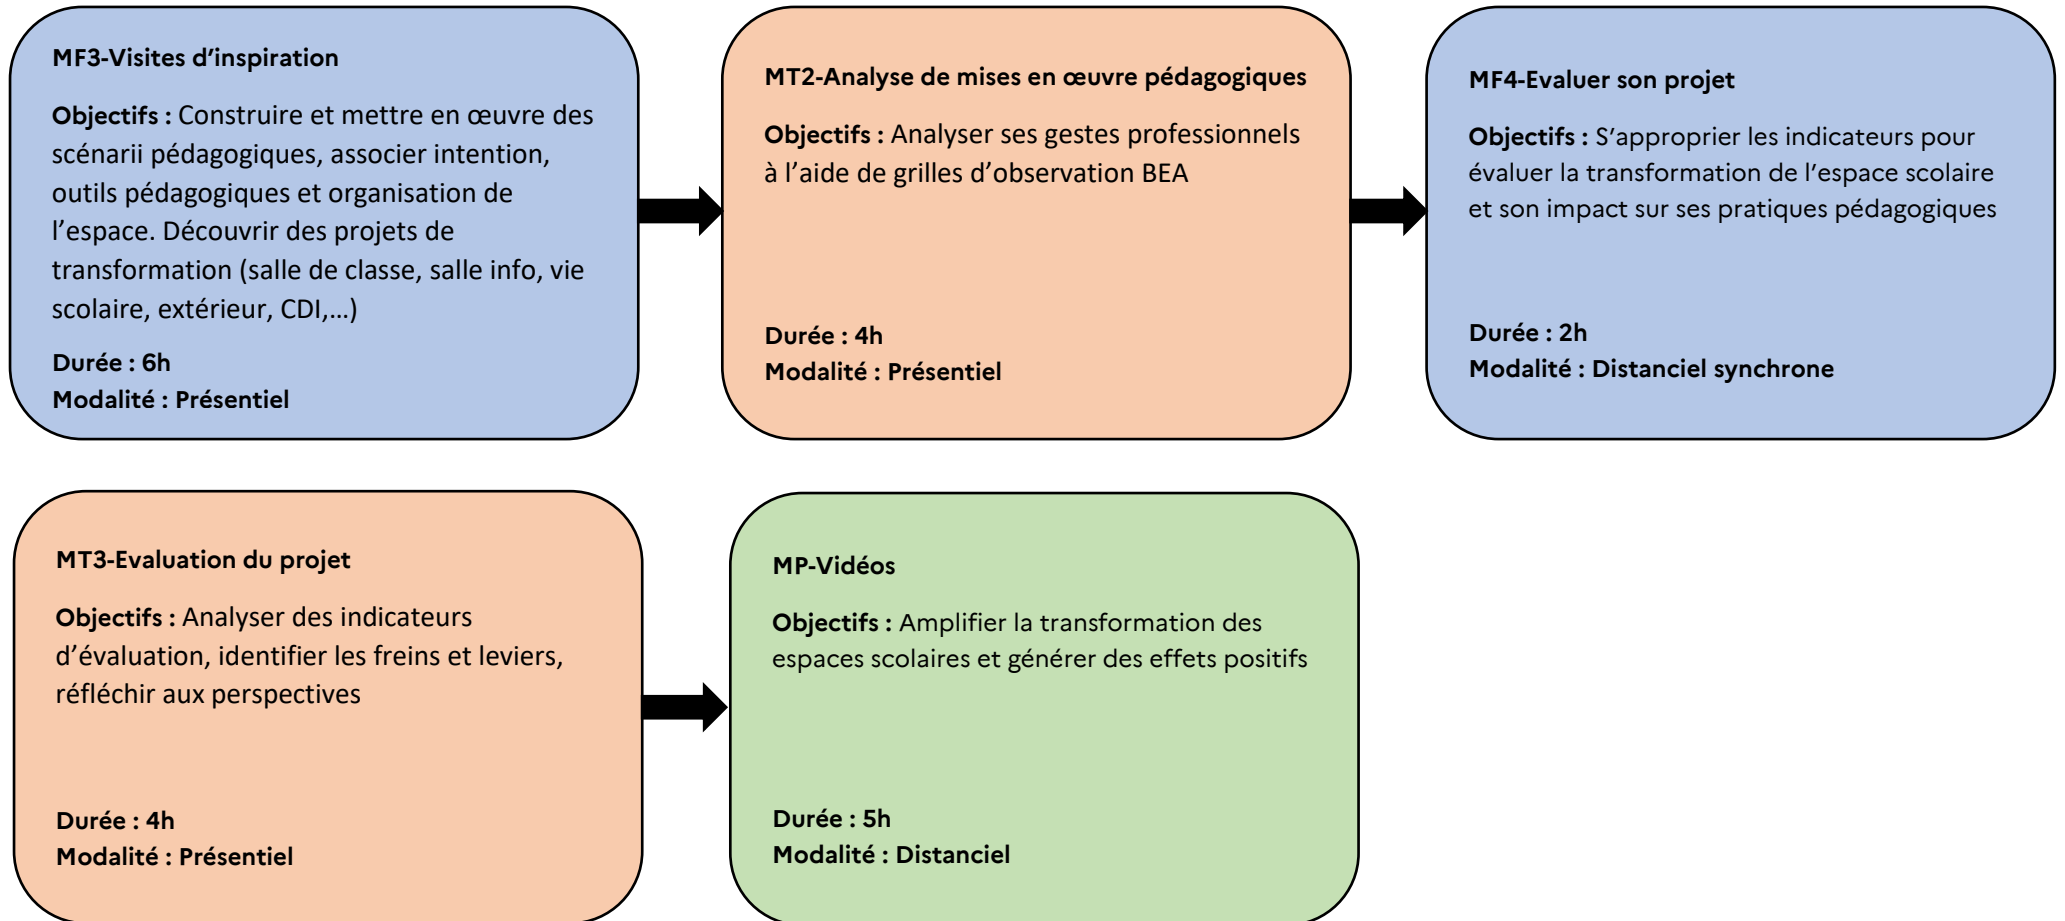 MF3-Visites d’inspiration
Objectifs : Construire et mettre en œuvre des
scénarii pédagogiques, associer intention,
outils pédagogiques et organisation de
l’espace. Découvrir des projets de
transformation (salle de classe, salle info, vie
scolaire, extérieur, CDI,...)
Durée : 6h
Modalité : Présentiel
MT2-Analyse de mises en œuvre pédagogiques
Objectifs : Analyser ses gestes professionnels
à l’aide de grilles d’observation BEA
Durée : 4h
Modalité : Présentiel
MF4-Evaluer son projet
Objectifs : S’approprier les indicateurs pour
évaluer la transformation de l’espace scolaire
et son impact sur ses pratiques pédagogiques
Durée : 2h
Modalité : Distanciel synchrone
MT3-Evaluation du projet
Objectifs : Analyser des indicateurs
d’évaluation, identifier les freins et leviers,
réfléchir aux perspectives
Durée : 4h
Modalité : Présentiel
MP-Vidéos
Objectifs : Amplifier la transformation des
espaces scolaires et générer des effets positifs
Durée : 5h
Modalité : Distanciel